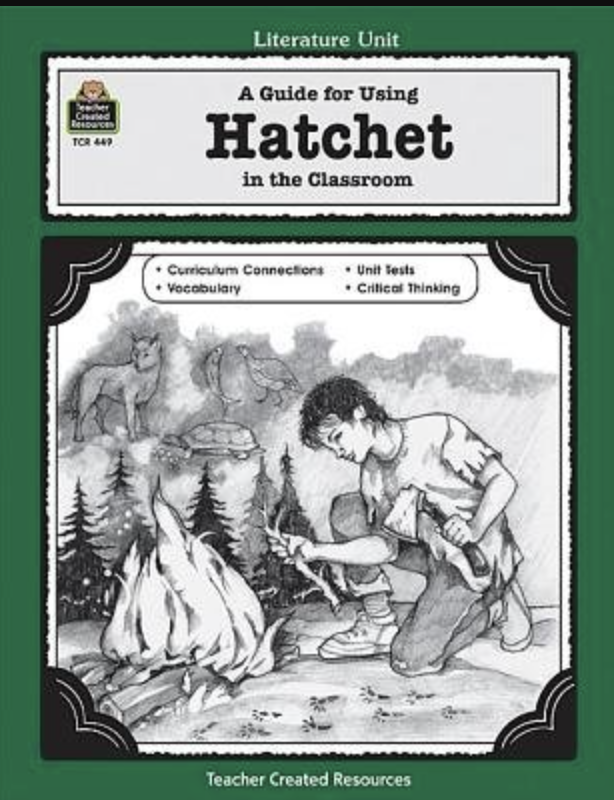 Literature Unit
A Guide for Using
Hatchet
in the Classroom
Teacher
Created
Resources
TCR 449
• Curriculum Connections
• Unit Tests
• Vocabulary
• Critical Thinking
Teacher Created Resources